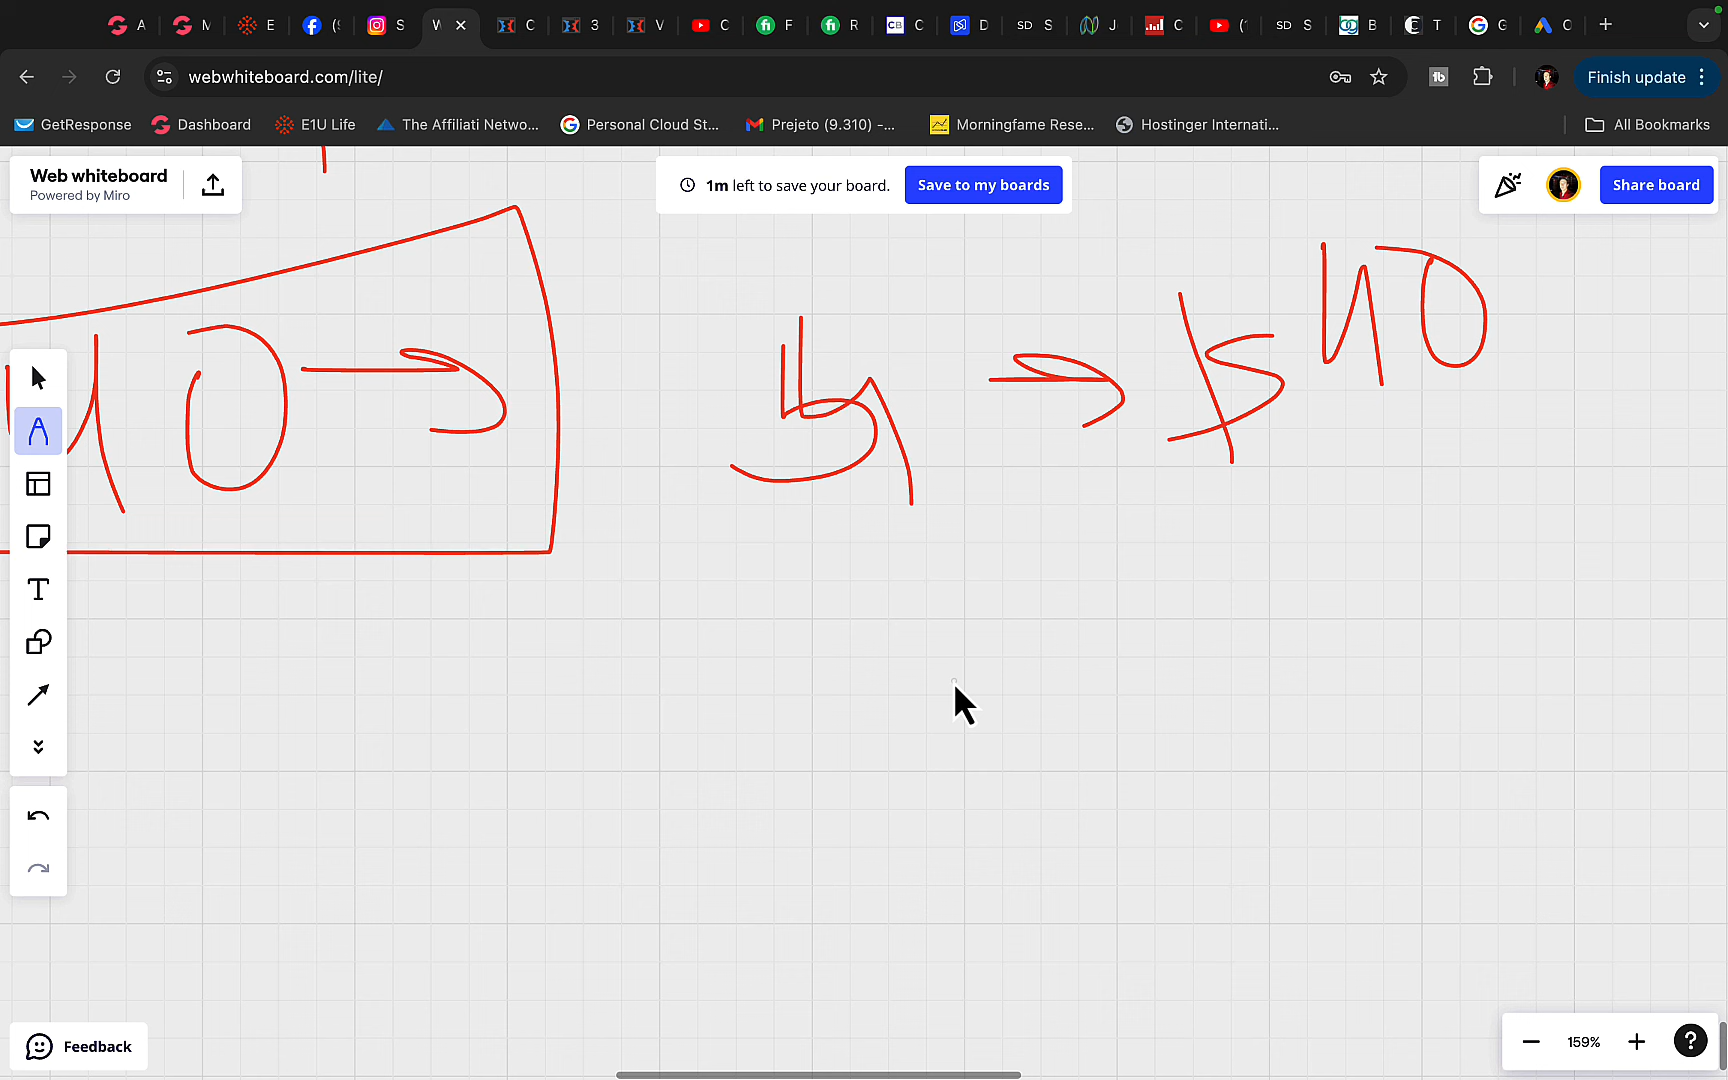 A
M
E
(
S
W
C
3
V
C
F
R
C
D
S
J
C
(
S
B
T
G
C
webwhiteboard.com/lite/
Finish update
GetResponse
Dashboard
E1U Life
The Affiliati Netwo...
Personal Cloud St...
Prejeto (9.310) –...
Morningfame Rese...
Hostinger Internati...
All Bookmarks
Web whiteboard
Powered by Miro
1m left to save your board.
Save to my boards
Share board
40
$ 40
Feedback
159%